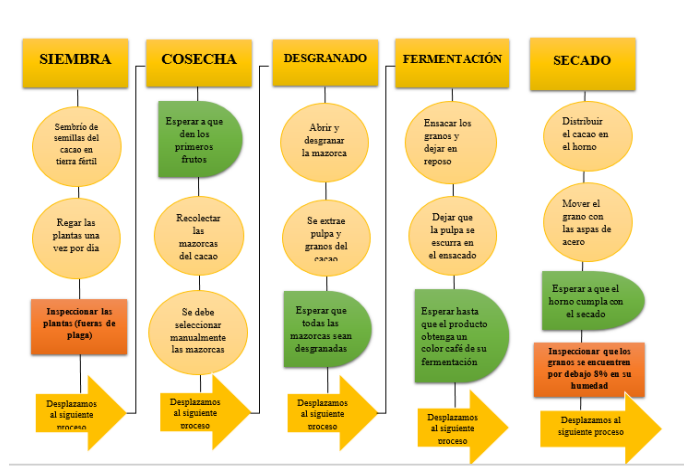 SIEMBRA
Sembrío de
semillas del
cacao en
tierra fértil
Regar las
plantas una
vez por día
Inspeccionar las
plantas (fueras de
plaga)
Desplazamos
al siguiente
proceso
COSECHA
Esperar a que
den los
primeros
frutos
Recolectar
las
mazorcas
del cacao
Se debe
seleccionar
manualmente
las mazorcas
Desplazamos
al siguiente
proceso
DESGRANADO
Abrir y
desgranar
la mazorca
Se extrae
pulpa y
granos del
cacao
Esperar que
todas las
mazorcas sean
desgranadas
Desplazamos
al siguiente
proceso
FERMENTACIÓN
Ensacar los
granos y
dejar en
reposo
Dejar que
la pulpa se
escurra en
el ensacado
Esperar hasta
que el producto
obtenga un
color café de su
fermentación
Desplazamos
al siguiente
proceso
SECADO
Distribuir
el cacao en
el horno
Mover el
grano con
las aspas de
acero
Esperar a que el
horno cumpla con
el secado
Inspeccionar que los
granos se encuentren
por debajo 8% en su
humedad
Desplazamos al
siguiente proceso